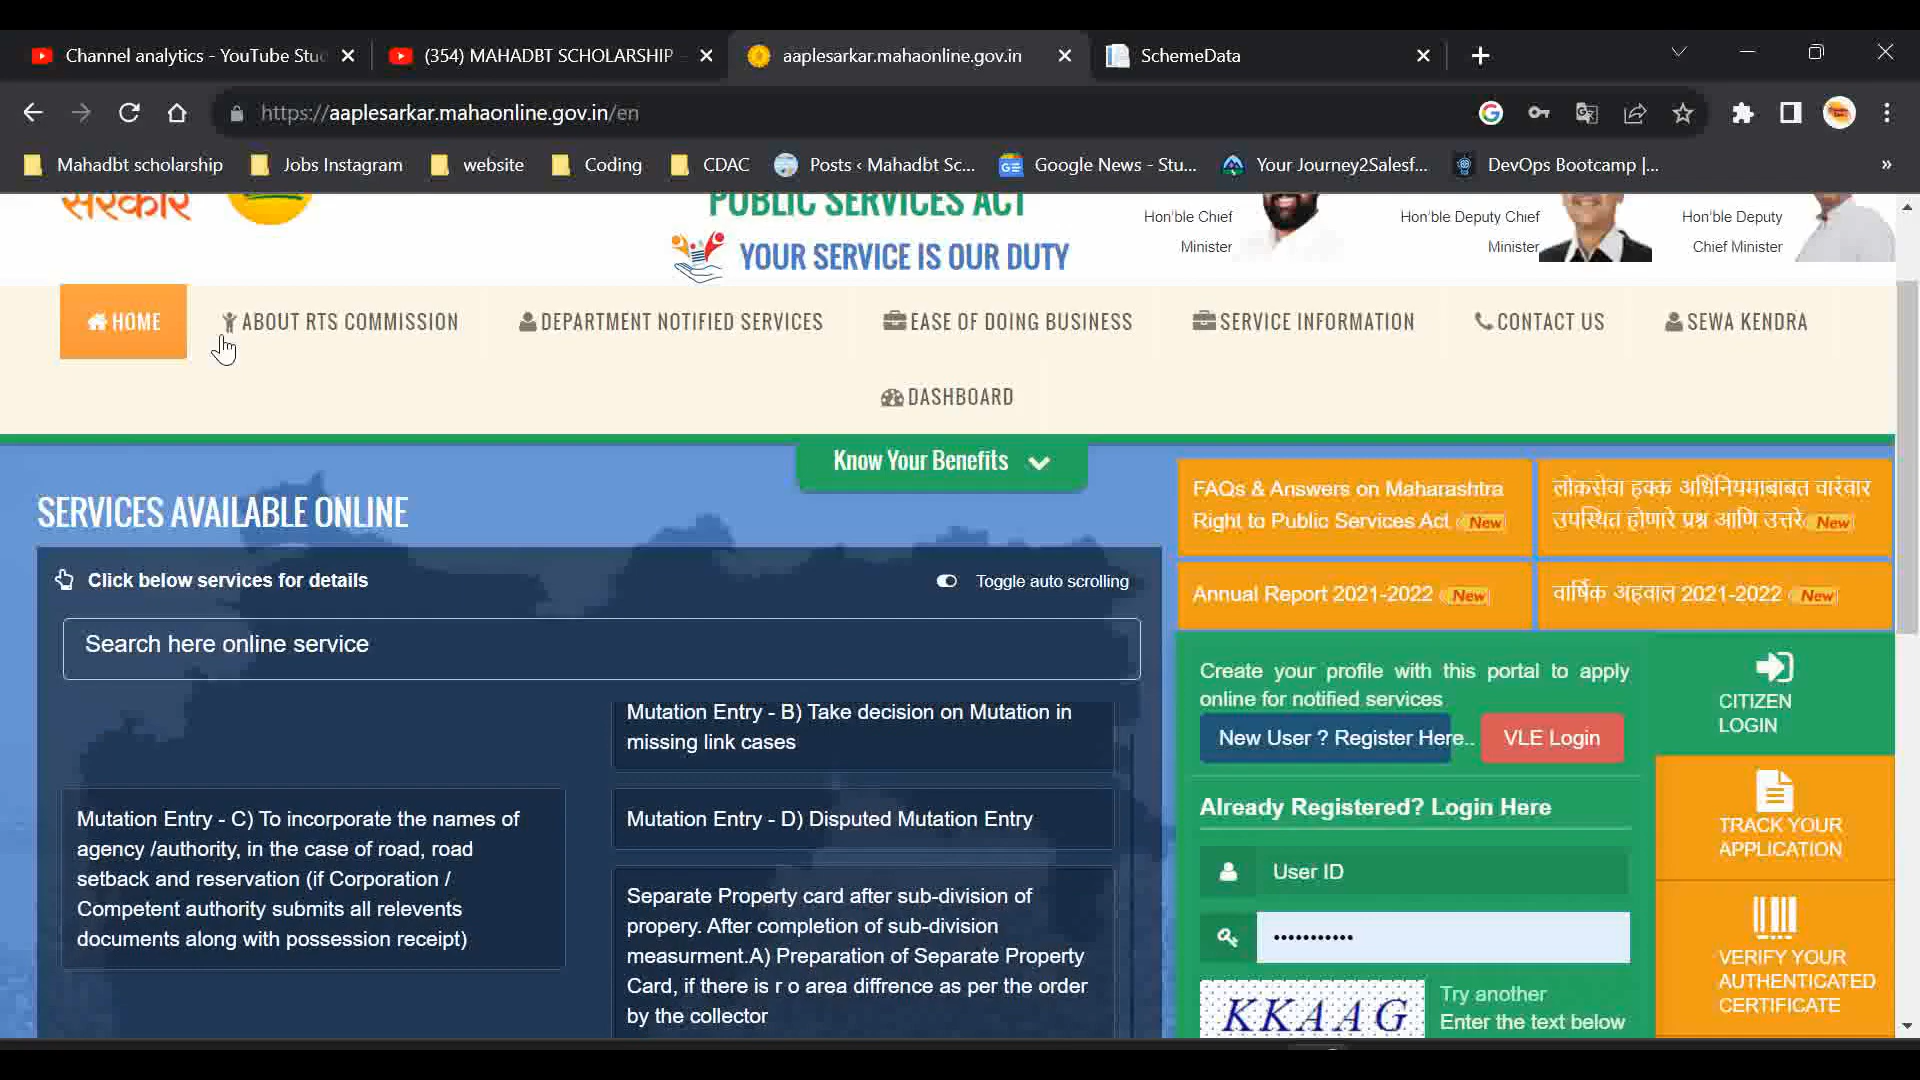 Channel analytics - YouTube Stu
(354) MAHADBT SCHOLARSHIP -
aaplesarkar.mahaonline.gov.in
SchemeData
https://aaplesarkar.mahaonline.gov.in/en
Mahadbt scholarship
Jobs Instagram
website
Coding
CDAC
Posts ‹ Mahadbt Sc...
Google News - Stu...
Your Journey2Salesf...
DevOps Bootcamp |...
»
सरकार
PUBLIC SERVICES ACT
YOUR SERVICE IS OUR DUTY
Hon'ble Chief
Minister
Hon'ble Deputy Chief
Minister
Hon'ble Deputy
Chief Minister
HOME
ABOUT RTS COMMISSION
DEPARTMENT NOTIFIED SERVICES
EASE OF DOING BUSINESS
SERVICE INFORMATION
CONTACT US
SEWA KENDRA
DASHBOARD
Know Your Benefits
SERVICES AVAILABLE ONLINE
Click below services for details
Toggle auto scrolling
Search here online service
Mutation Entry - B) Take decision on Mutation in
missing link cases
Mutation Entry - C) To incorporate the names of
agency /authority, in the case of road, road
setback and reservation (if Corporation /
Competent authority submits all relevents
documents along with possession receipt)
Mutation Entry - D) Disputed Mutation Entry
Separate Property card after sub-division of
propery. After completion of sub-division
measurment.A) Preparation of Separate Property
Card, if there is r o area diffrence as per the order
by the collector
FAQs & Answers on Maharashtra
Right to Public Services Act New
लोकसेवा हक्क अधिनियमाबाबत वारंवार
उपस्थित होणारे प्रश्न आणि उत्तरे New
Annual Report 2021-2022 New
वार्षिक अहवाल 2021-2022 New
Create your profile with this portal to apply
online for notified services
New User ? Register Here..
VLE Login
Already Registered? Login Here
User ID
•••••••••••
KKAAG
Try another
Enter the text below
CITIZEN
LOGIN
TRACK YOUR
APPLICATION
VERIFY YOUR
AUTHENTICATED
CERTIFICATE